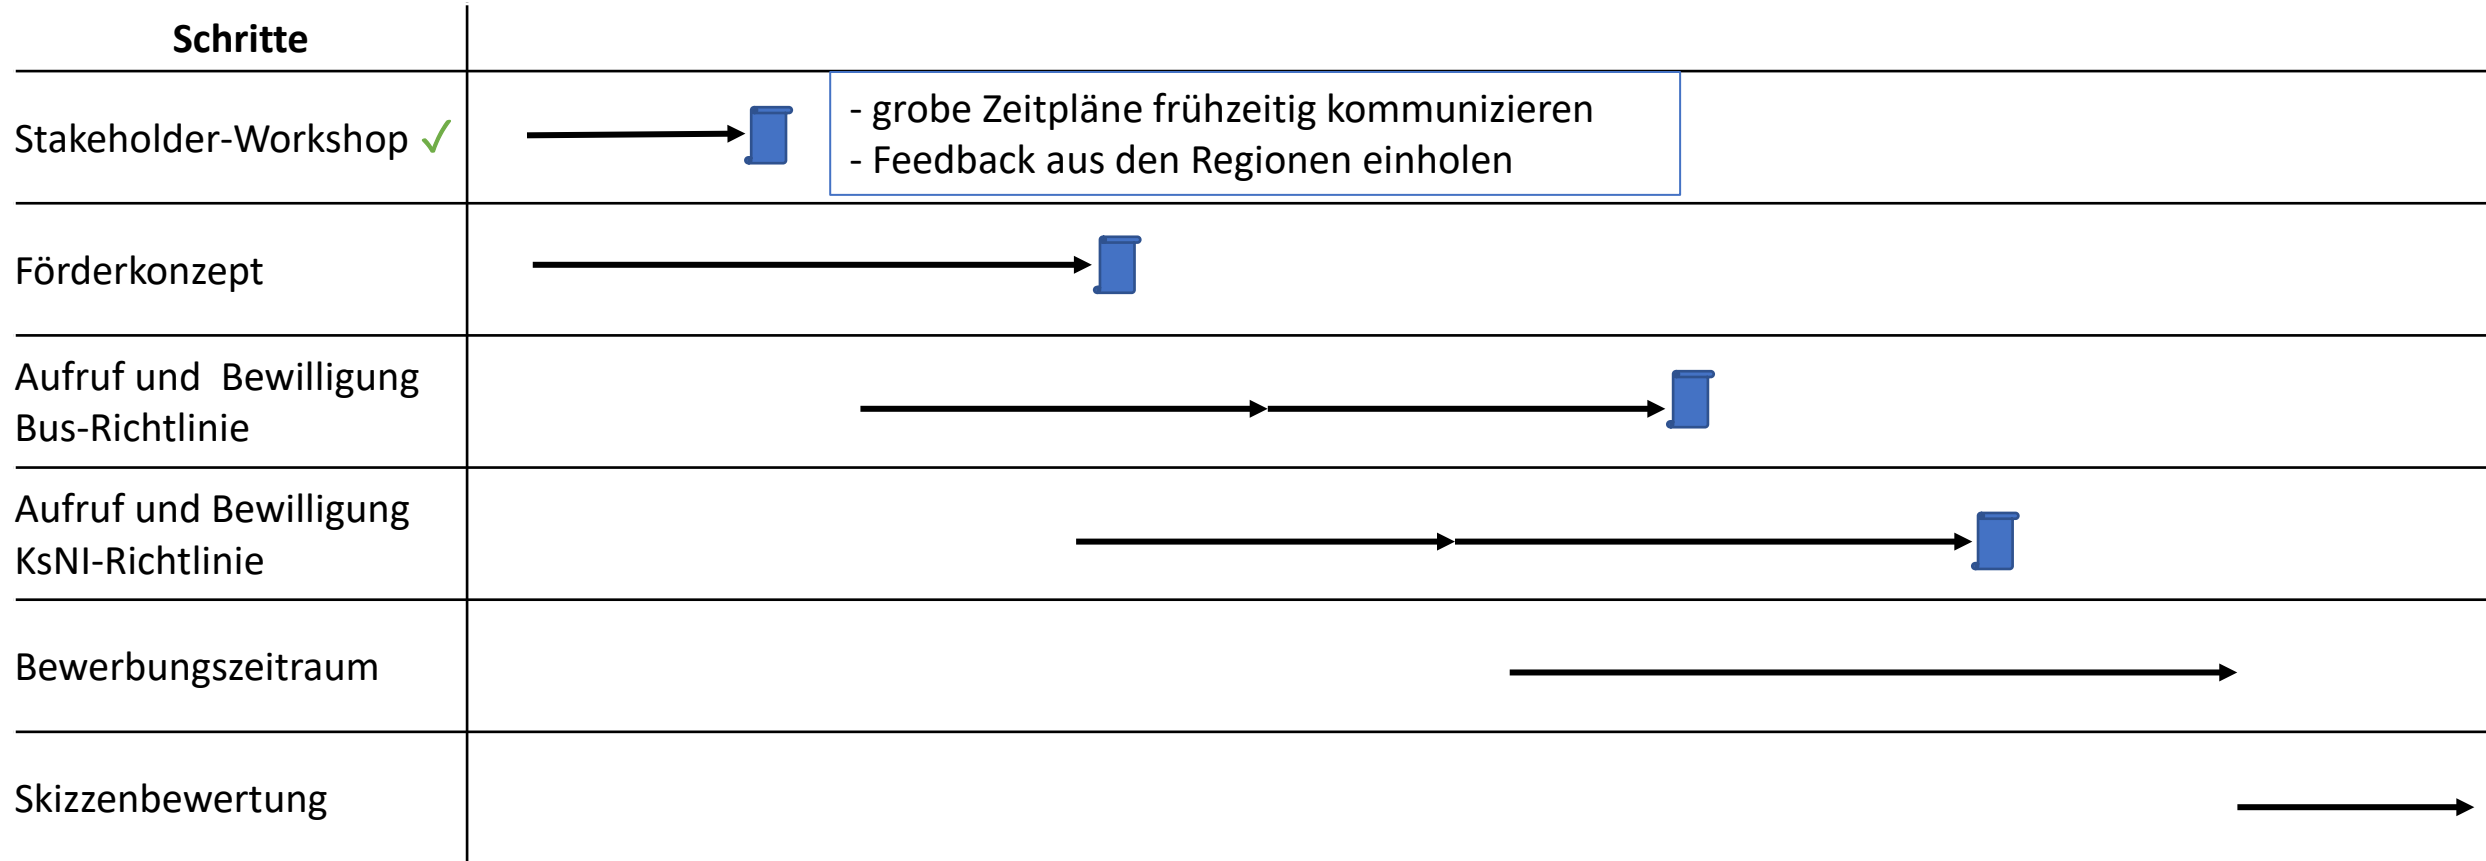 Schritte
Stakeholder-Workshop ✓
- grobe Zeitpläne frühzeitig kommunizieren
- Feedback aus den Regionen einholen
Förderkonzept
Aufruf und  Bewilligung
Bus-Richtlinie
Aufruf und Bewilligung
KsNI-Richtlinie
Bewerbungszeitraum
Skizzenbewertung